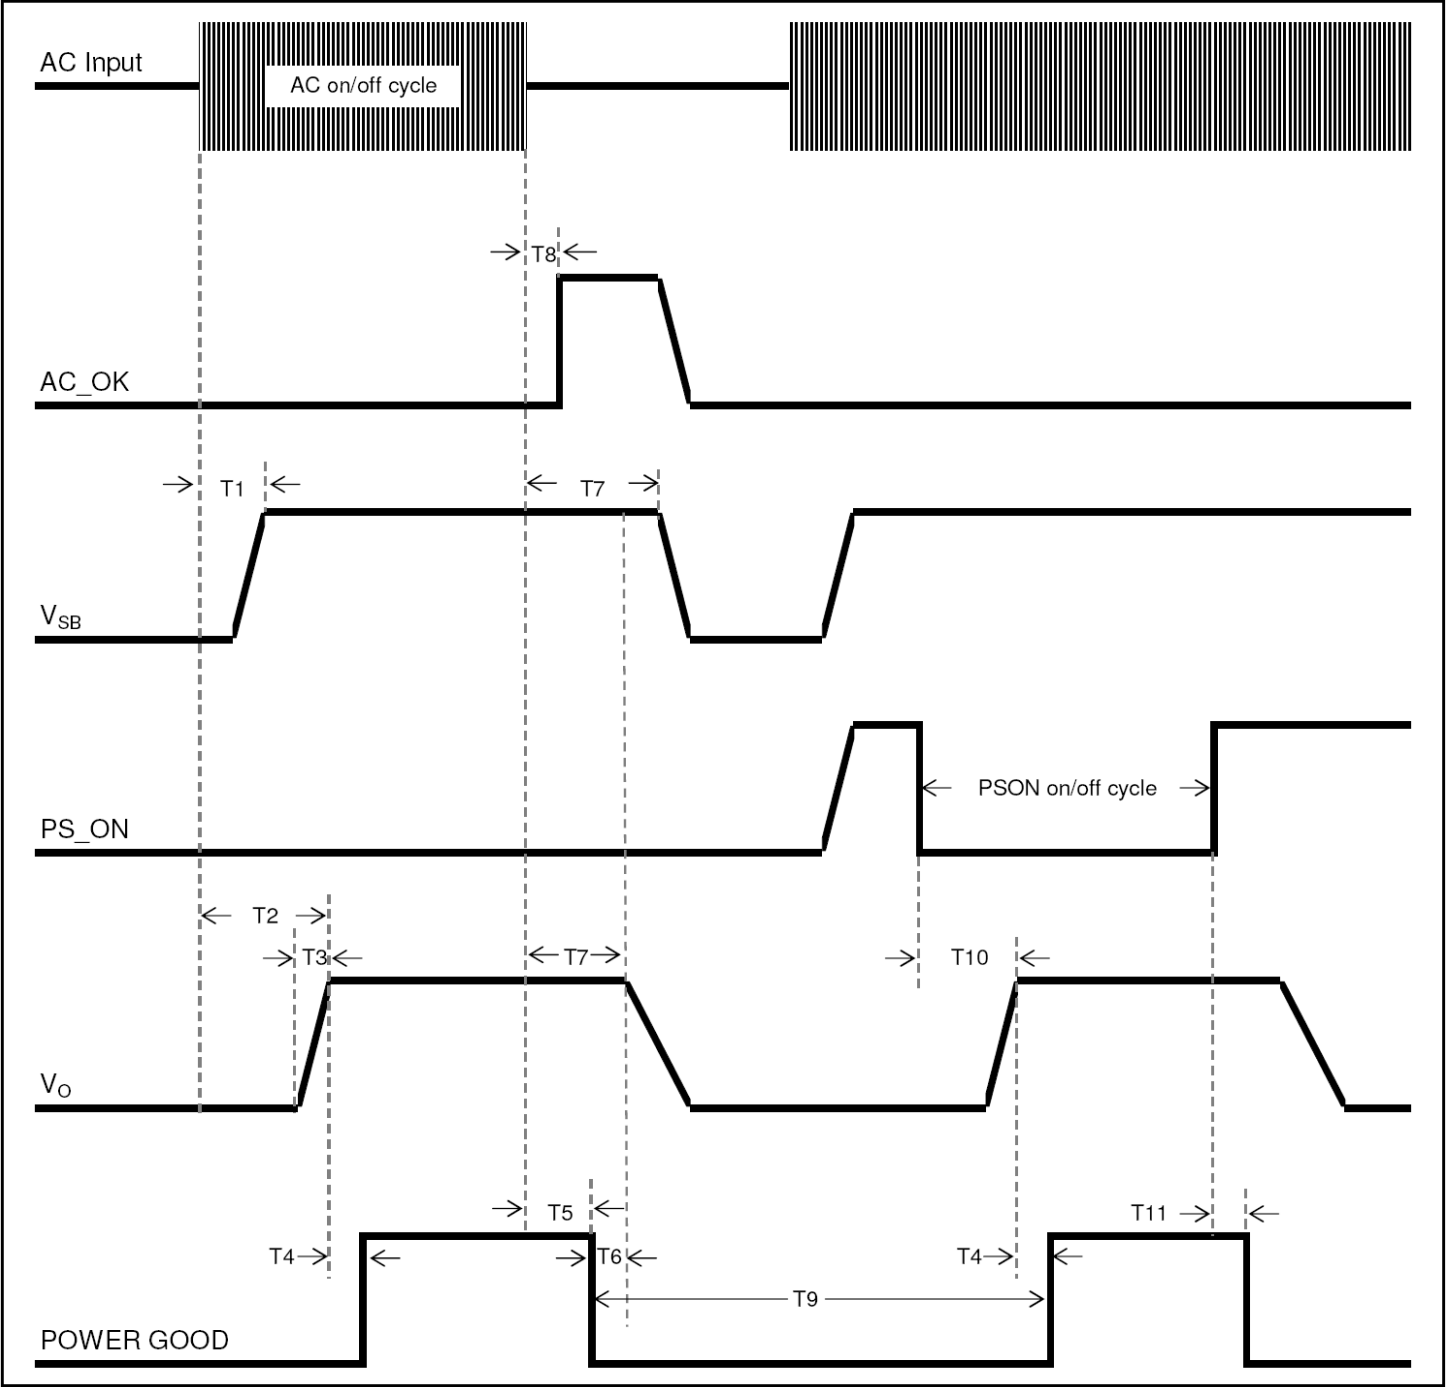 AC Input
AC on/off cycle
T8
AC_OK
T1
T7
VSB
PSON on/off cycle
PS_ON
T2
T3
T7
T10
VO
T5
T11
T4
T6
T4
T9
POWER GOOD